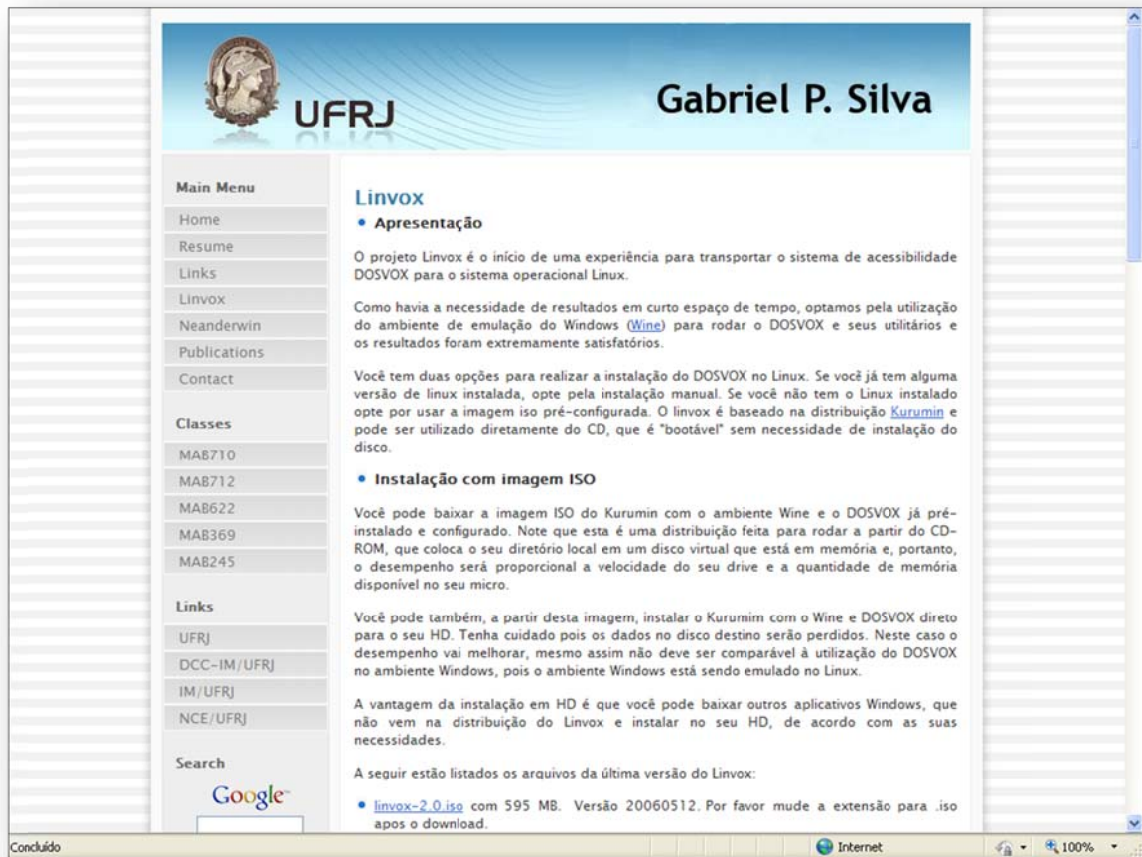 UFRJ
Gabriel P. Silva
Main Menu
Home
Resume
Links
Linvox
Neanderwin
Publications
Contact
Classes
MAB710
MAB712
MAB622
MAB369
MAB245
Links
UFRJ
DCC-IM/UFRJ
IM/UFRJ
NCE/UFRJ
Search
Google
Linvox
• Apresentação
O projeto Linvox é o início de uma experiência para transportar o sistema de acessibilidade
DOSVOX para o sistema operacional Linux.
Como havia a necessidade de resultados em curto espaço de tempo, optamos pela utilização
do ambiente de emulação do Windows (Wine) para rodar o DOSVOX e seus utilitários e
os resultados foram extremamente satisfatórios.
Você tem duas opções para realizar a instalação do DOSVOX no Linux. Se você já tem alguma
versão de linux instalada, opte pela instalação manual. Se você não tem o Linux instalado
opte por usar a imagem iso pré-configurada. O linvox é baseado na distribuição Kurumin e
pode ser utilizado diretamente do CD, que é "bootável" sem necessidade de instalação do
disco.
• Instalação com imagem ISO
Você pode baixar a imagem ISO do Kurumin com o ambiente Wine e o DOSVOX já pré-
instalado e configurado. Note que esta é uma distribuição feita para rodar a partir do CD-
ROM, que coloca o seu diretório local em um disco virtual que está em memória e, portanto,
o desempenho será proporcional a velocidade do seu drive e a quantidade de memória
disponível no seu micro.
Você pode também, a partir desta imagem, instalar o Kurumim com o Wine e DOSVOX direto
para o seu HD. Tenha cuidado pois os dados no disco destino serão perdidos. Neste caso o
desempenho vai melhorar, mesmo assim não deve ser comparável à utilização do DOSVOX
no ambiente Windows, pois o ambiente Windows está sendo emulado no Linux.
A vantagem da instalação em HD é que você pode baixar outros aplicativos Windows, que
não vem na distribuição do Linvox e instalar no seu HD, de acordo com as suas
necessidades.
A seguir estão listados os arquivos da última versão do Linvox:
• linvox-2.0.iso com 595 MB. Versão 20060512. Por favor mude a extensão para .iso
apos o download.
Concluído
Internet
100%